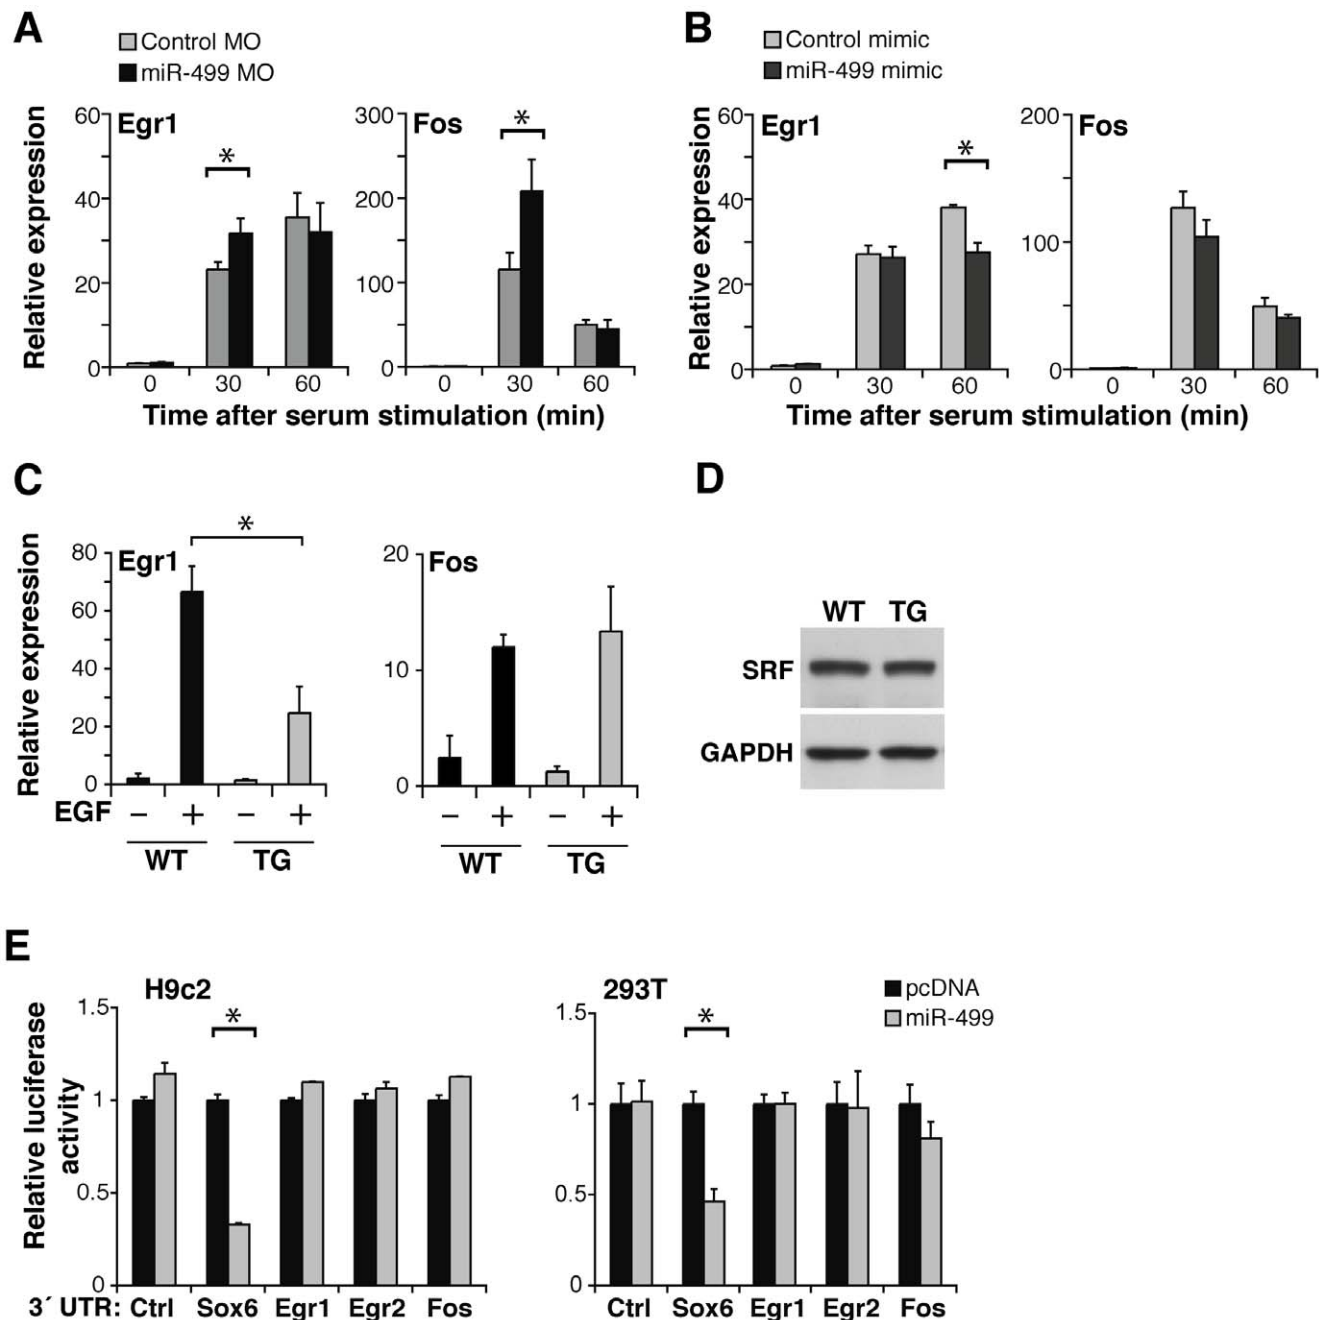 A
Control MO
miR-499 MO
Relative expression
60
40
20
0
Egr1
*
0 30 60
300
200
100
0
Fos
*
0 30 60
Time after serum stimulation (min)
B
Control mimic
miR-499 mimic
Relative expression
60
40
20
0
Egr1
*
0 30 60
200
100
0
Fos
0 30 60
Time after serum stimulation (min)
C
Relative expression
80
60
40
20
0
Egr1
*
EGF − + − +
WT TG
20
10
0
Fos
− + − +
WT TG
D
WT TG
SRF
GAPDH
E
Relative luciferase
activity
H9c2
1.5
1
0.5
0
*
3´ UTR: Ctrl Sox6 Egr1 Egr2 Fos
293T
1.5
1
0.5
0
*
Ctrl Sox6 Egr1 Egr2 Fos
pcDNA
miR-499